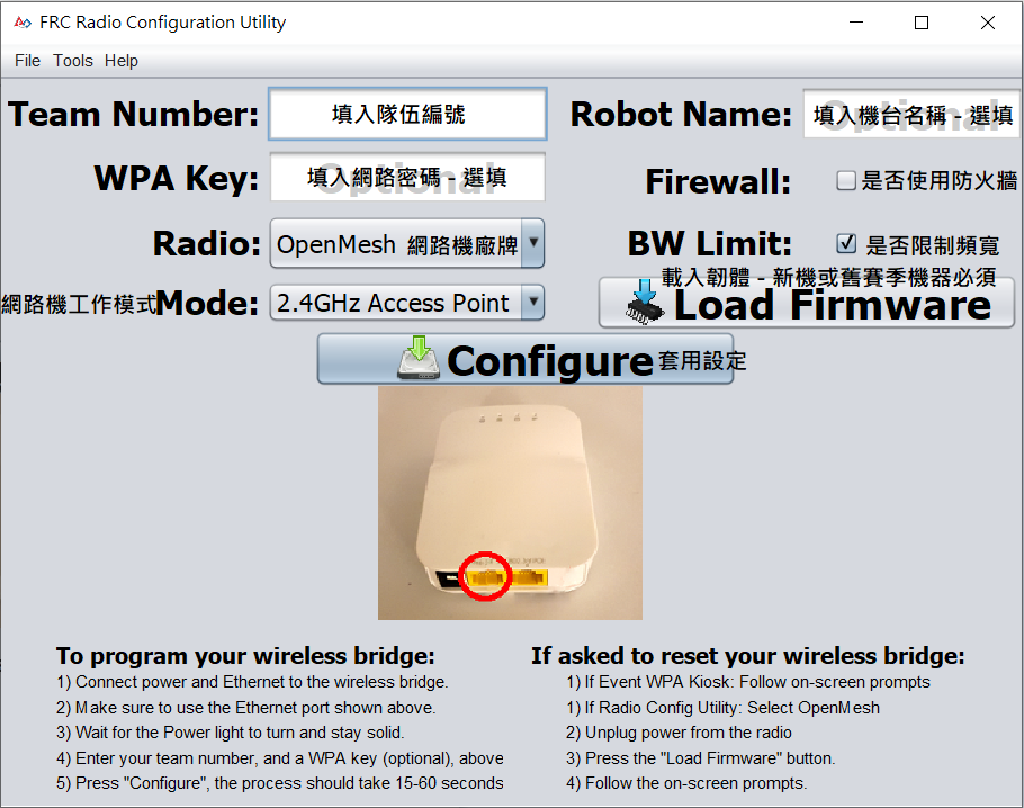 FRC Radio Configuration Utility
File Tools Help
Team Number: 填入隊伍編號
Robot Name: Optional 填入機台名稱 - 選填
WPA Key: Optional 填入網路密碼 - 選填
Firewall: 是否使用防火牆
Radio: OpenMesh 網路機廠牌
BW Limit: 是否限制頻寬
網路機工作模式 Mode: 2.4GHz Access Point
載入韌體 - 新機或舊賽季機器必須
Load Firmware
Configure 套用設定
To program your wireless bridge:
1) Connect power and Ethernet to the wireless bridge.
2) Make sure to use the Ethernet port shown above.
3) Wait for the Power light to turn and stay solid.
4) Enter your team number, and a WPA key (optional), above
5) Press "Configure", the process should take 15-60 seconds
If asked to reset your wireless bridge:
1) If Event WPA Kiosk: Follow on-screen prompts
1) If Radio Config Utility: Select OpenMesh
2) Unplug power from the radio
3) Press the "Load Firmware" button.
4) Follow the on-screen prompts.